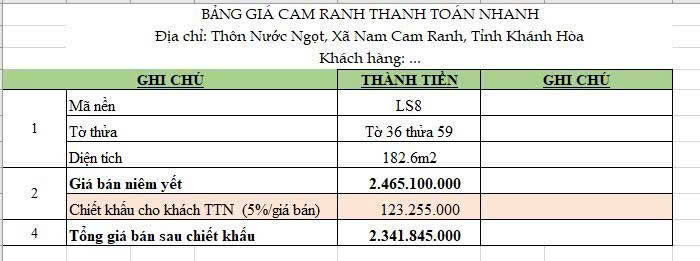 BẢNG GIÁ CAM RANH THANH TOÁN NHANH
Địa chỉ: Thôn Nước Ngọt, Xã Nam Cam Ranh, Tỉnh Khánh Hòa
Khách hàng: ...
GHI CHÚ THÀNH TIỀN GHI CHÚ
1
Mã nền LS8
Tờ thửa Tờ 36 thửa 59
Diện tích 182.6m2
2
Giá bán niêm yết 2.465.100.000
Chiết khấu cho khách TTN (5%/giá bán) 123.255.000
4 Tổng giá bán sau chiết khấu 2.341.845.000